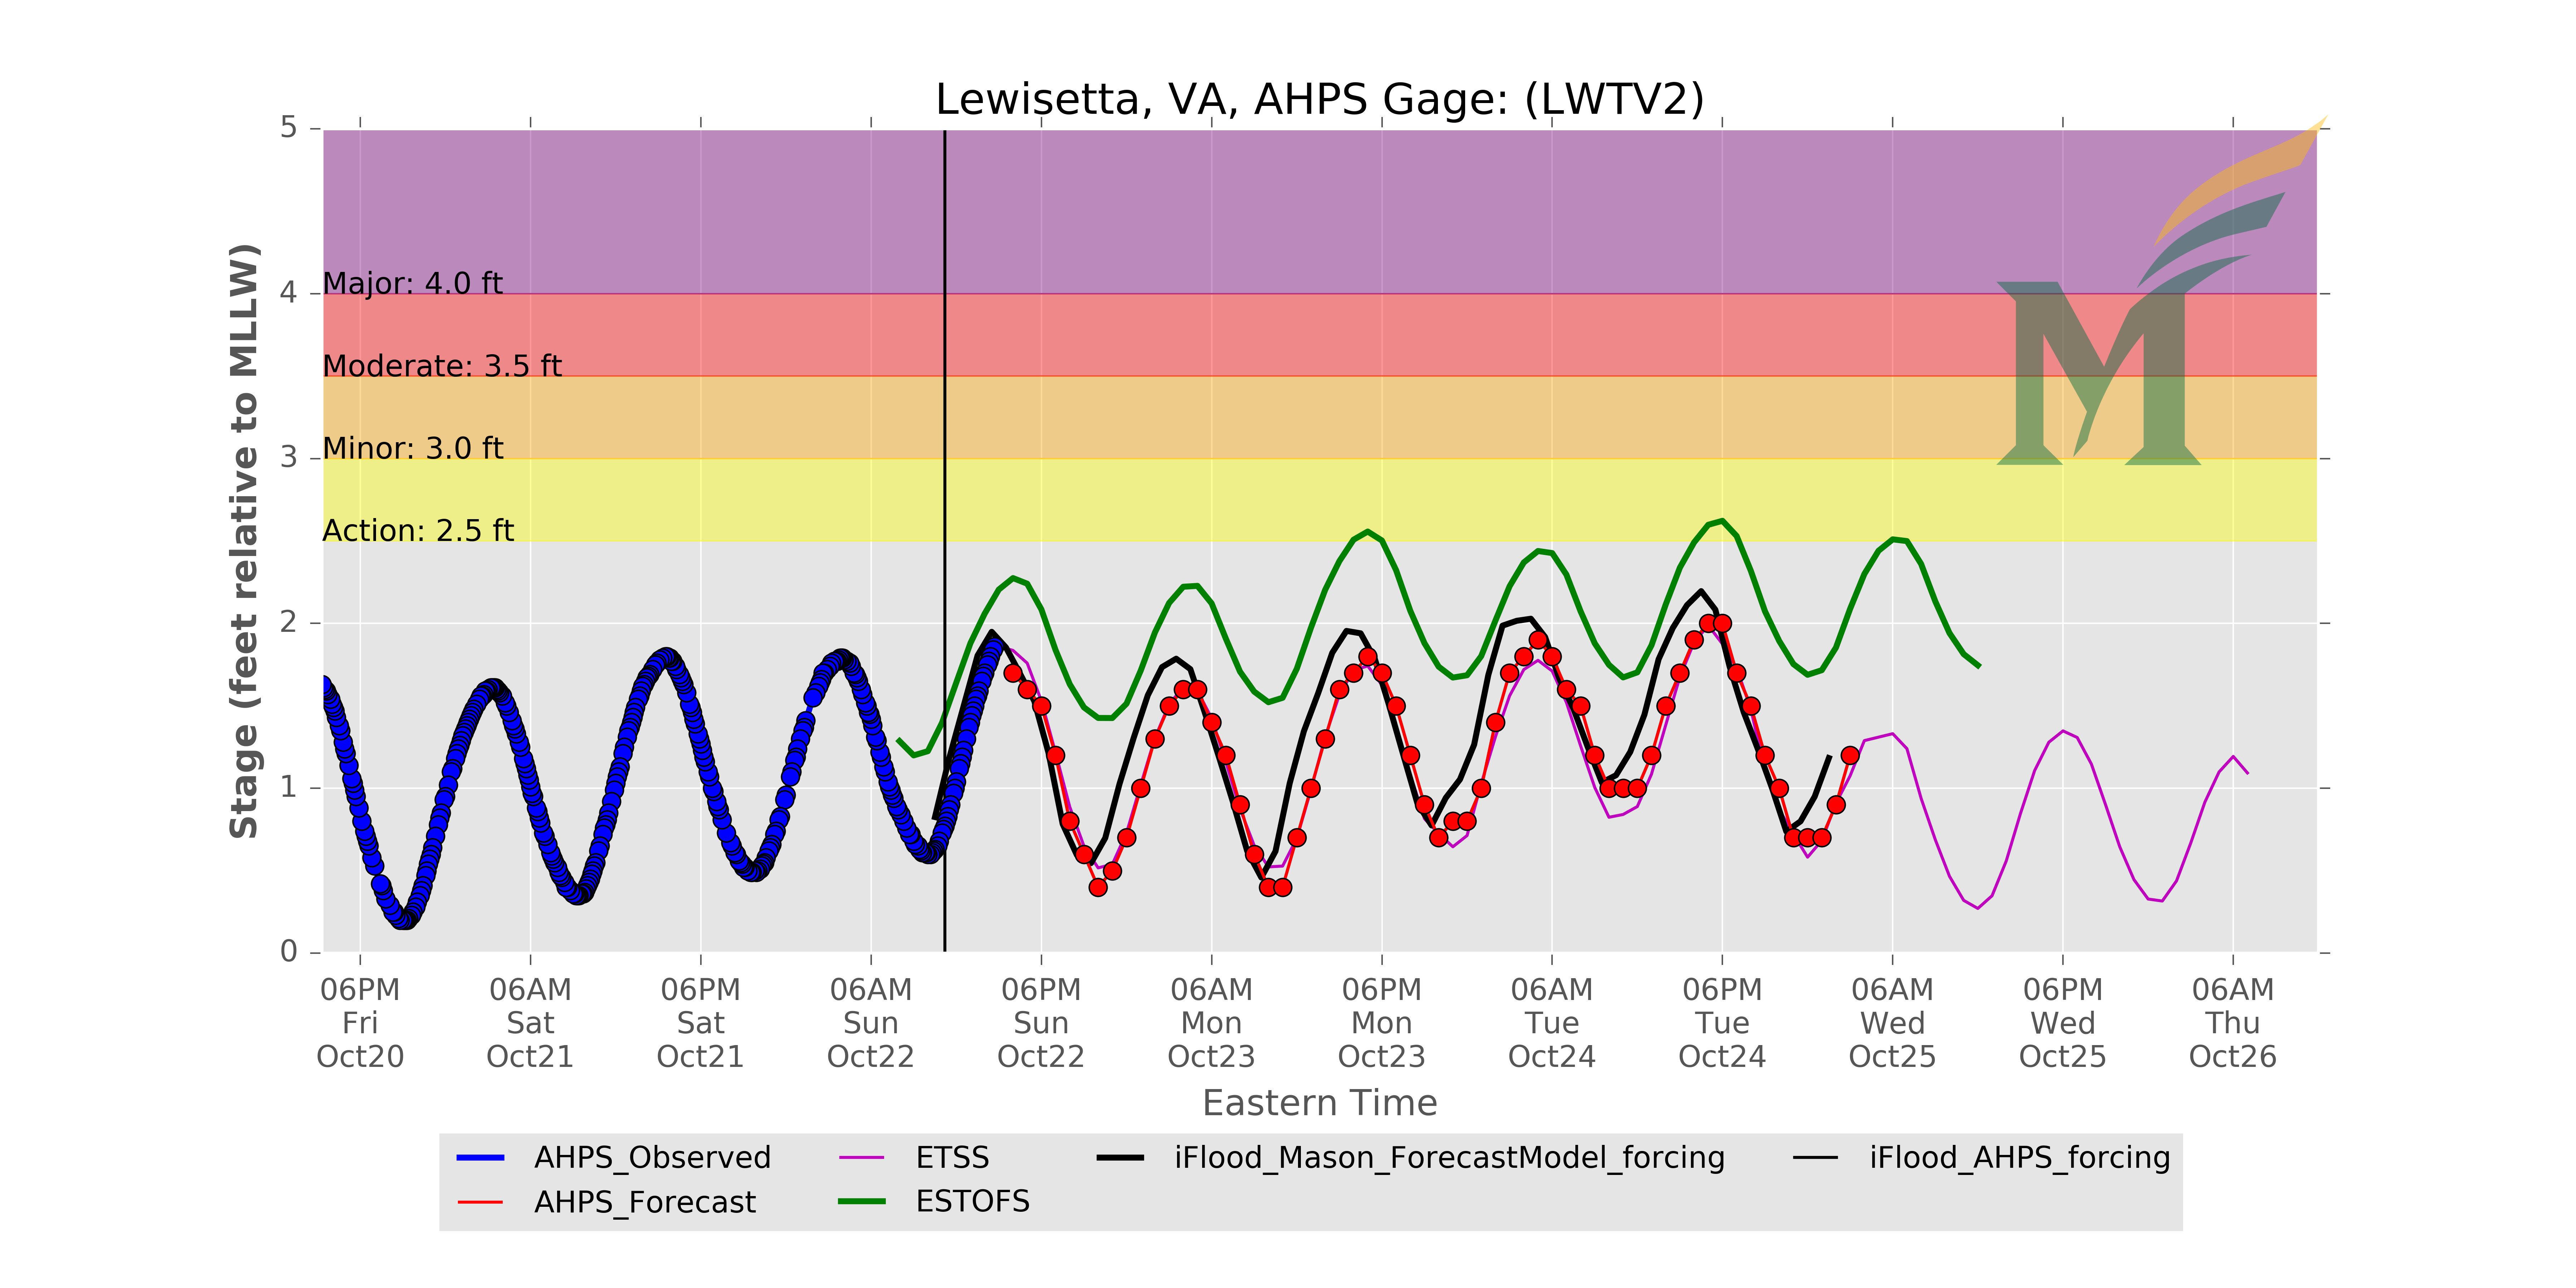 Lewisetta, VA, AHPS Gage: (LWTV2)
Stage (feet relative to MLLW)
5
4
3
2
1
0
Major: 4.0 ft
Moderate: 3.5 ft
Minor: 3.0 ft
Action: 2.5 ft
06PM 06AM 06PM 06AM 06PM 06AM 06PM 06AM 06PM 06AM 06PM 06AM
Fri Sat Sat Sun Sun Mon Mon Tue Tue Wed Wed Thu
Oct20 Oct21 Oct21 Oct22 Oct22 Oct23 Oct23 Oct24 Oct24 Oct25 Oct25 Oct26
Eastern Time
AHPS_Observed ETSS iFlood_Mason_ForecastModel_forcing iFlood_AHPS_forcing
AHPS_Forecast ESTOFS
M